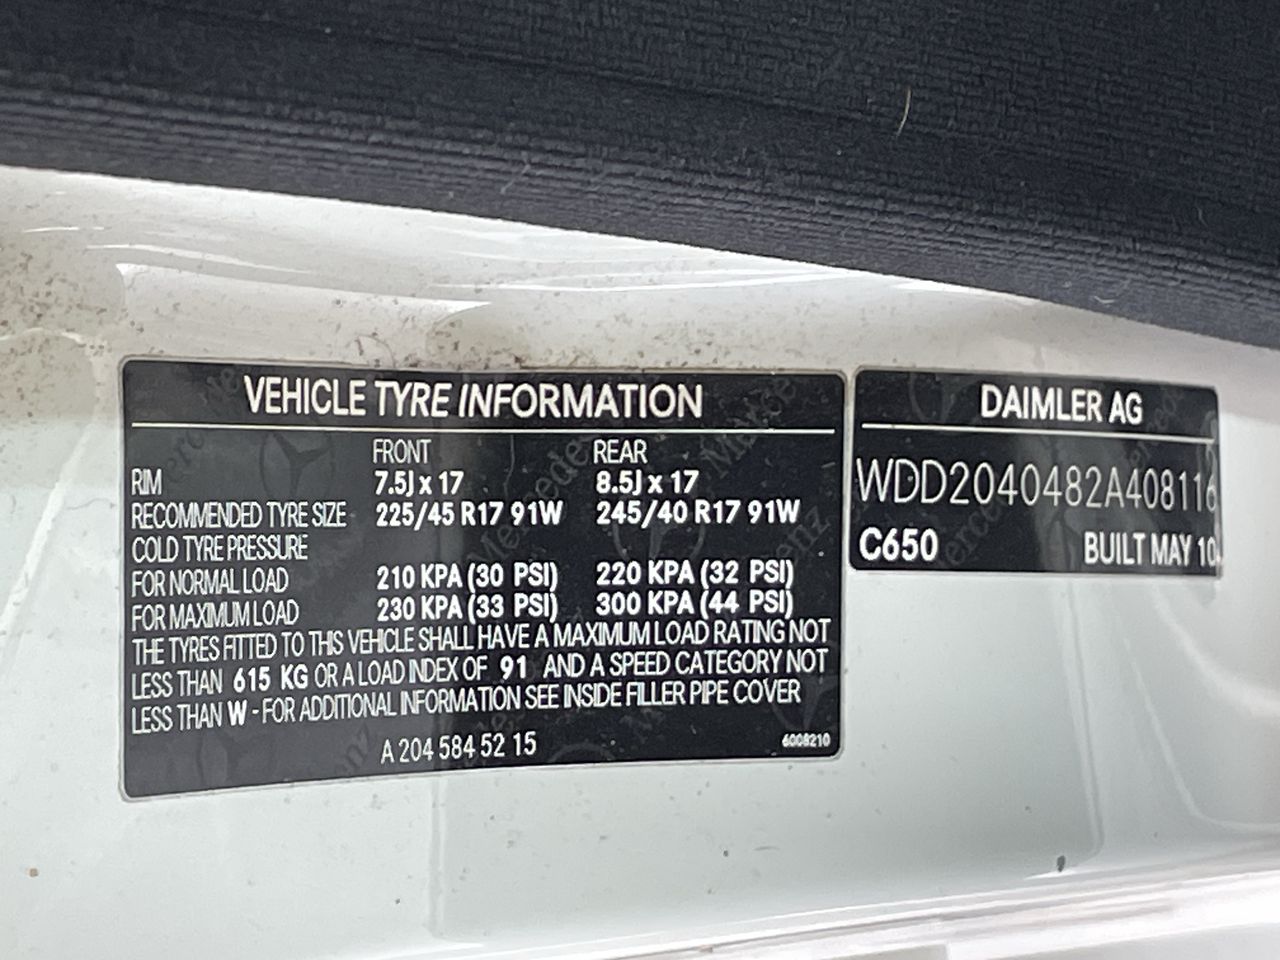 VEHICLE TYRE INFORMATION
FRONT REAR
RIM 7.5J x 17 8.5J x 17
RECOMMENDED TYRE SIZE 225/45 R17 91W 245/40 R17 91W
COLD TYRE PRESSURE
FOR NORMAL LOAD 210 KPA (30 PSI) 220 KPA (32 PSI)
FOR MAXIMUM LOAD 230 KPA (33 PSI) 300 KPA (44 PSI)
THE TYRES FITTED TO THIS VEHICLE SHALL HAVE A MAXIMUM LOAD RATING NOT
LESS THAN 615 KG OR A LOAD INDEX OF 91 AND A SPEED CATEGORY NOT
LESS THAN W - FOR ADDITIONAL INFORMATION SEE INSIDE FILLER PIPE COVER
A 204 584 52 15
6008210
DAIMLER AG
WDD2040482A408116
C650 BUILT MAY 10